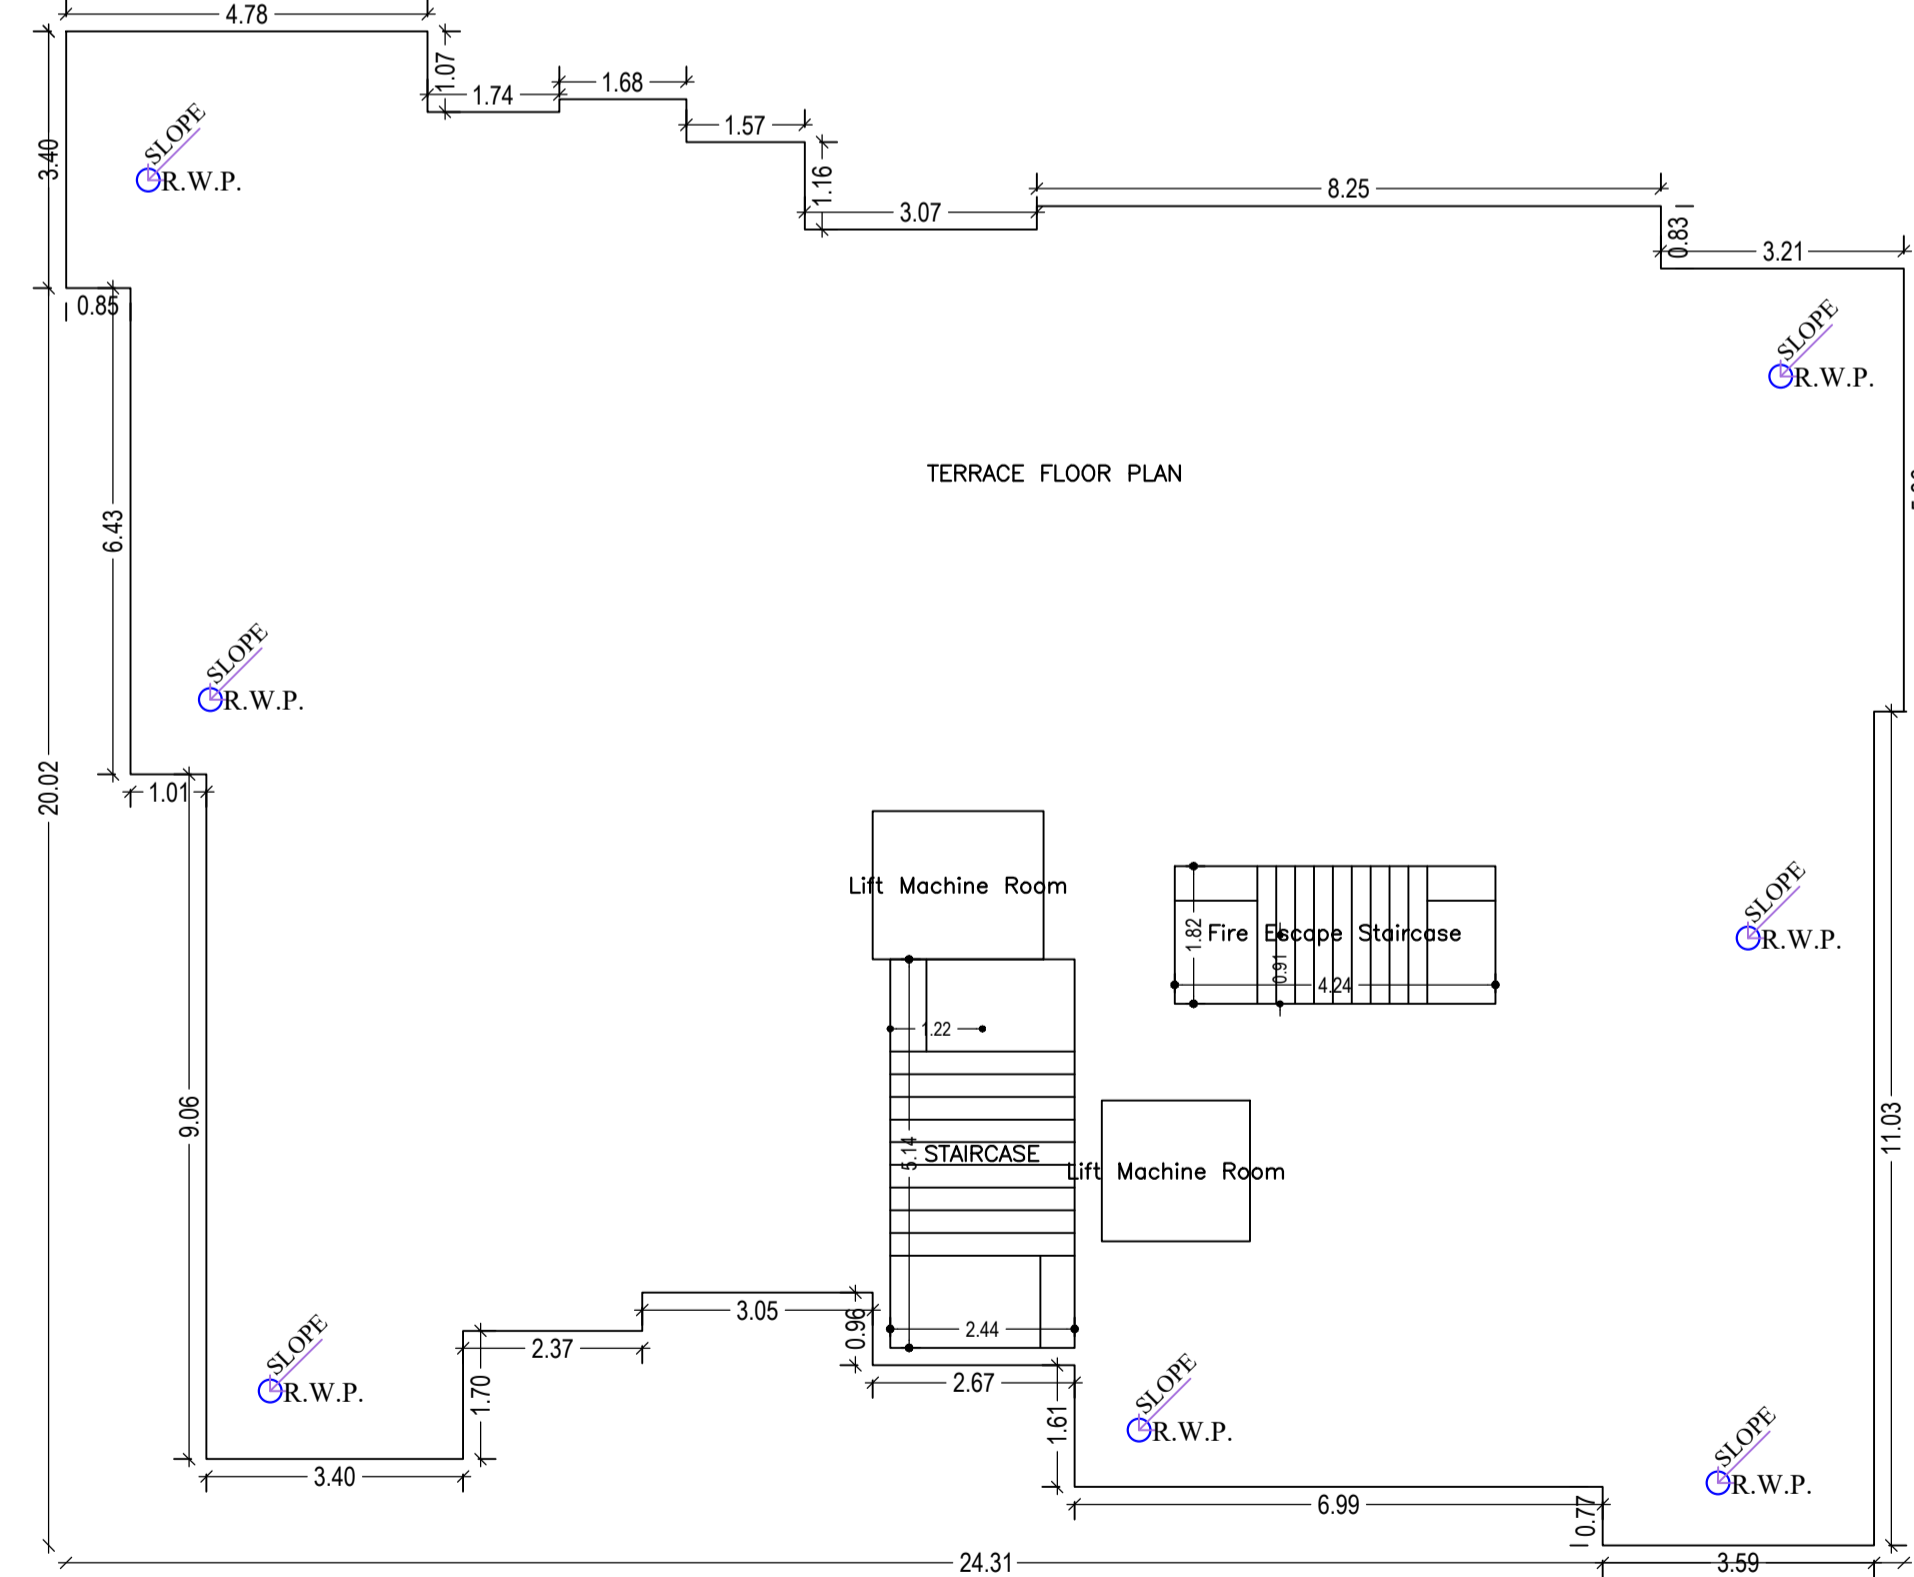 4.78
1.07
1.74
1.68
1.57
1.16
3.07
8.25
0.83
3.21
3.40
SLOPE
R.W.P.
0.85
SLOPE
R.W.P.
TERRACE FLOOR PLAN
6.43
SLOPE
R.W.P.
20.02
1.01
Lift Machine Room
SLOPE
R.W.P.
1.82
Fire Escape Staircase
0.91
4.24
1.22
9.06
5.14
STAIRCASE
Lift Machine Room
11.03
3.05
0.96
2.44
2.37
SLOPE
R.W.P.
1.70
2.67
1.61
SLOPE
R.W.P.
SLOPE
R.W.P.
3.40
6.99
0.77
24.31
3.59